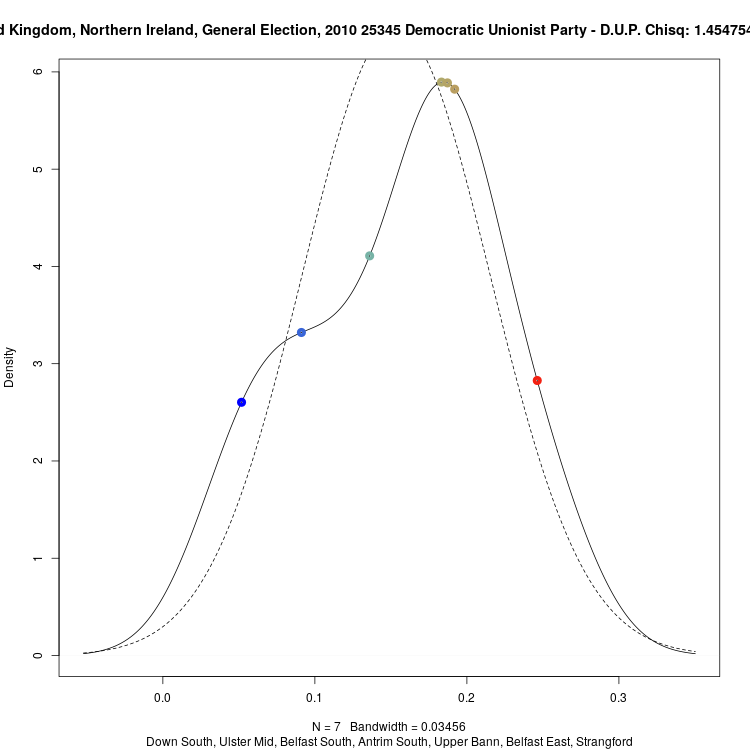 d Kingdom, Northern Ireland, General Election, 2010 25345 Democratic Unionist Party - D.U.P. Chisq: 1.454754
6
5
4
3
2
1
0
Density
0.0 0.1 0.2 0.3
N = 7 Bandwidth = 0.03456
Down South, Ulster Mid, Belfast South, Antrim South, Upper Bann, Belfast East, Strangford